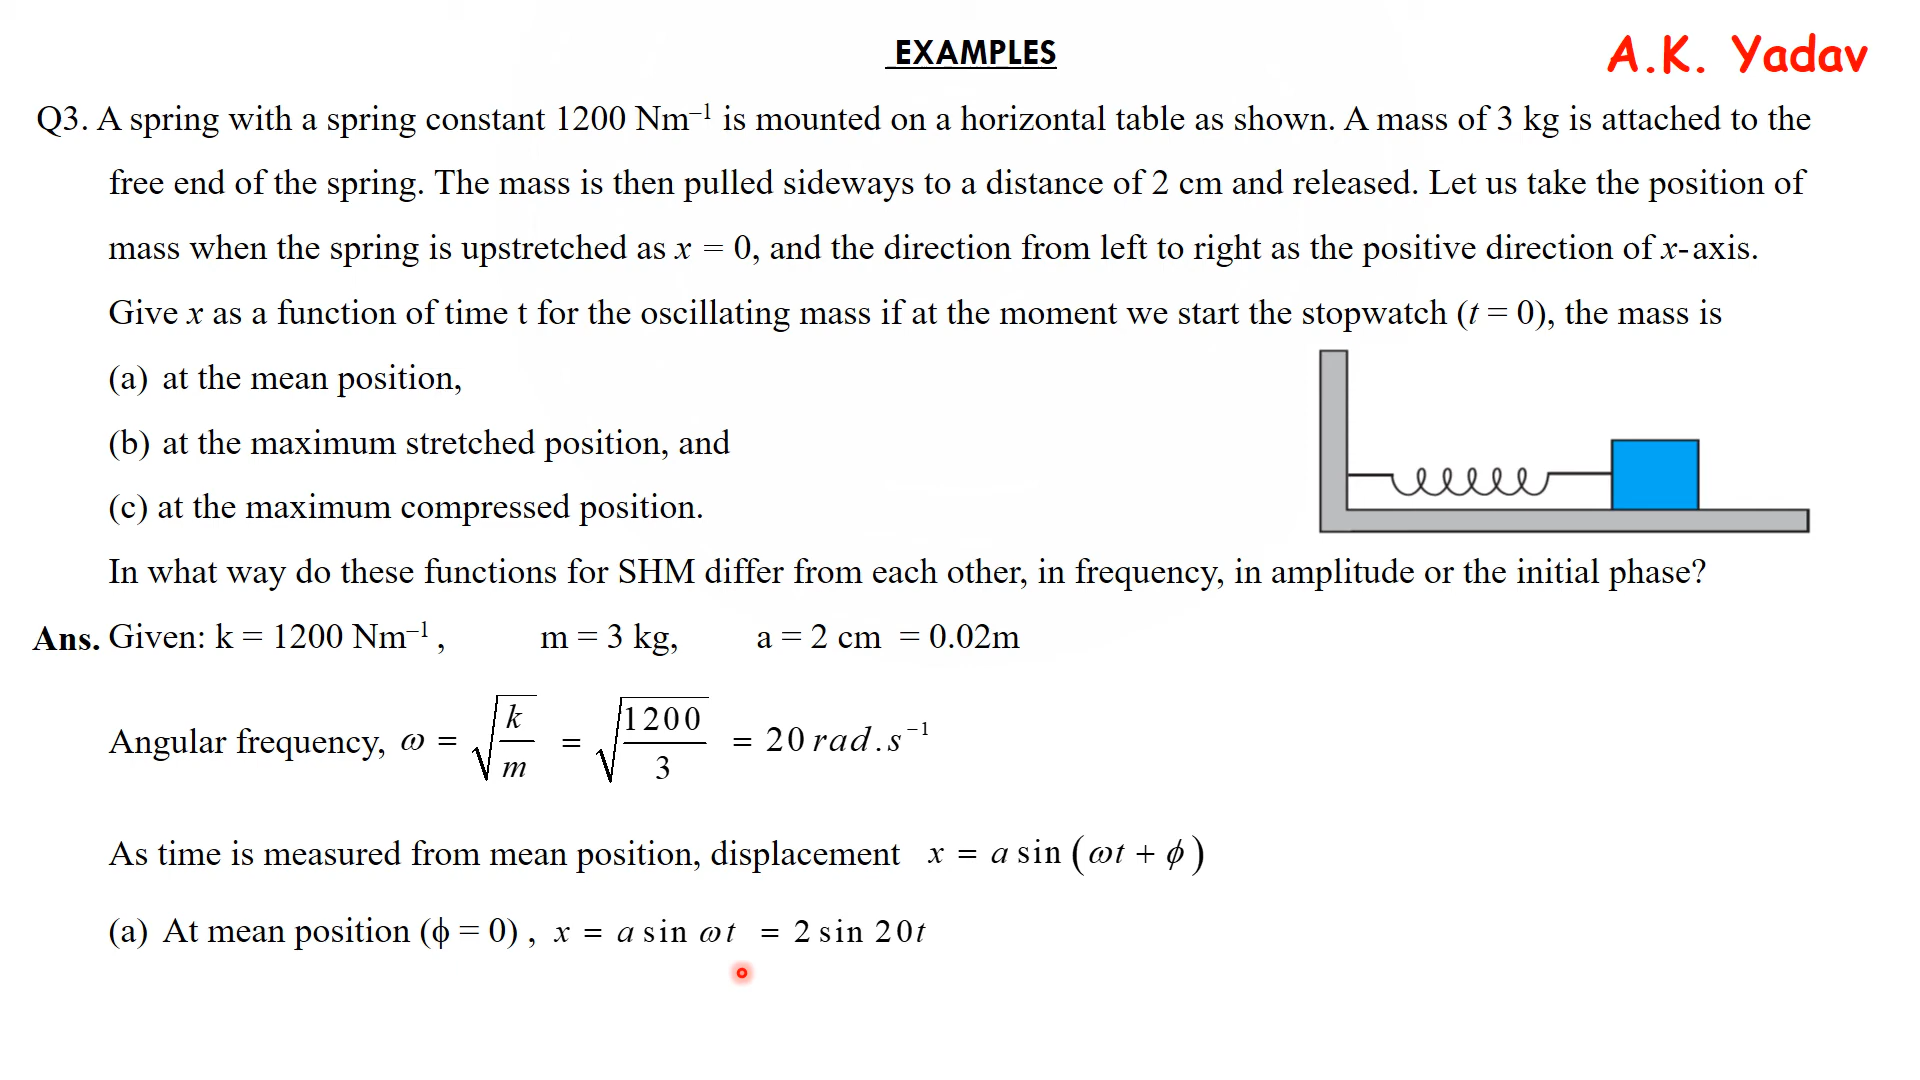 EXAMPLES
A.K. Yadav
Q3. A spring with a spring constant 1200 Nm⁻¹ is mounted on a horizontal table as shown. A mass of 3 kg is attached to the
free end of the spring. The mass is then pulled sideways to a distance of 2 cm and released. Let us take the position of
mass when the spring is upstretched as x = 0, and the direction from left to right as the positive direction of x-axis.
Give x as a function of time t for the oscillating mass if at the moment we start the stopwatch (t = 0), the mass is
(a) at the mean position,
(b) at the maximum stretched position, and
(c) at the maximum compressed position.
In what way do these functions for SHM differ from each other, in frequency, in amplitude or the initial phase?
Ans. Given: k = 1200 Nm⁻¹ , m = 3 kg, a = 2 cm = 0.02m
Angular frequency, ω = √(k/m) = √(1200/3) = 20 rad.s⁻¹
As time is measured from mean position, displacement x = a sin (ωt + ϕ)
(a) At mean position (ϕ = 0) , x = a sin ωt = 2 sin 20t